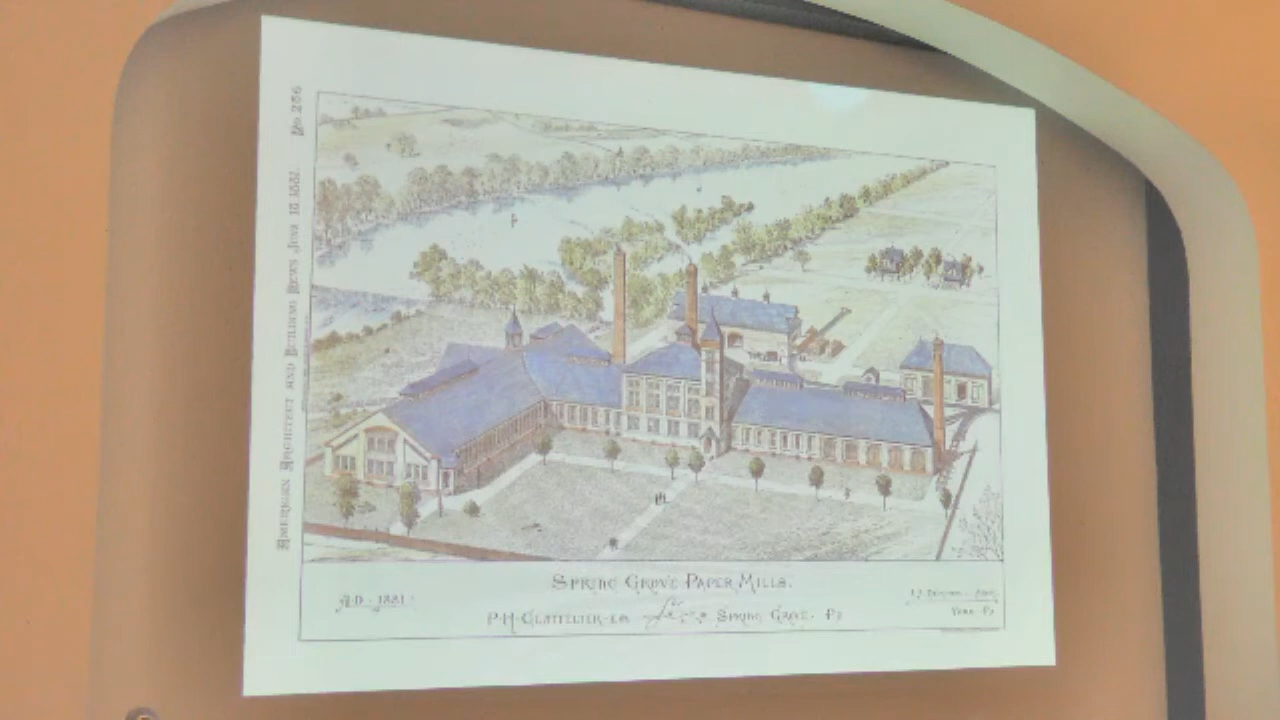 American Architect and Building News June 18 1881. No. 286
Spring Grove Paper Mills.
A.D. 1881
P.H. Glatfelter
Spring Grove. Pa
York Pa